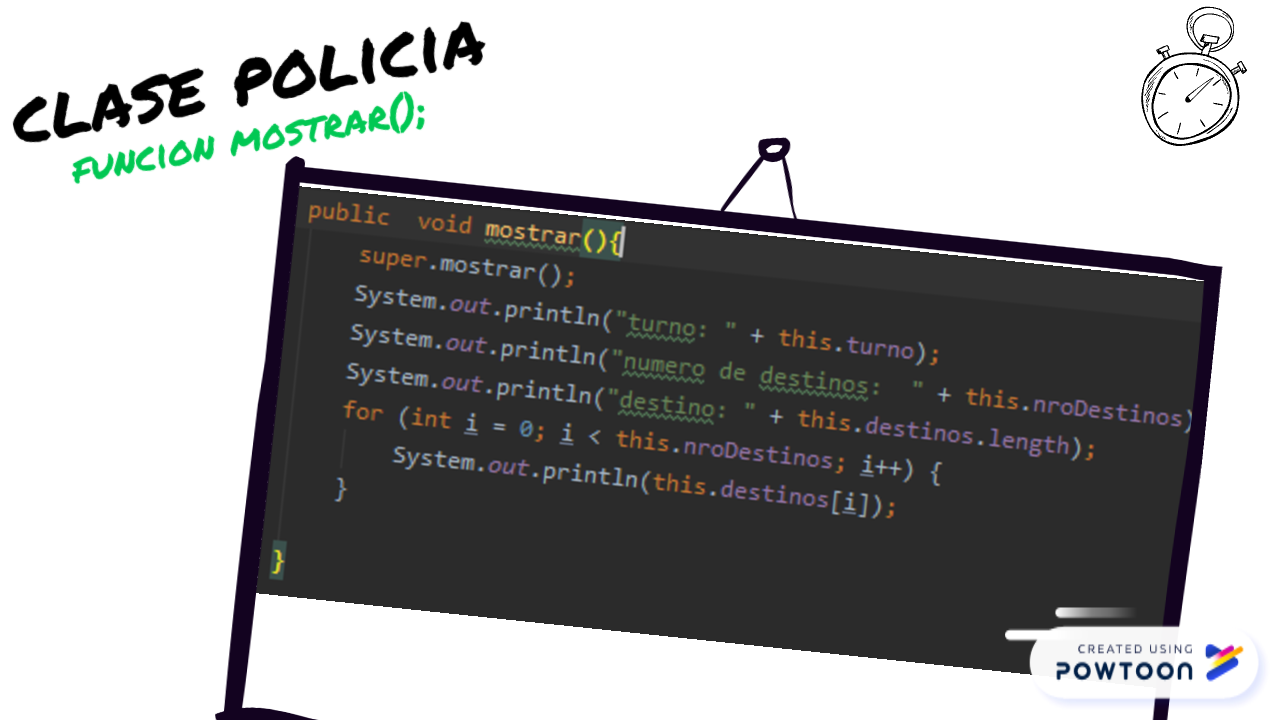 CLASE POLICIA
FUNCION MOSTRAR();
public  void mostrar(){
super.mostrar();
System.out.println("turno: " + this.turno);
System.out.println("numero de destinos:  " + this.nroDestinos)
System.out.println("destino: " + this.destinos.length);
for (int i = 0; i < this.nroDestinos; i++) {
System.out.println(this.destinos[i]);
}
}
CREATED USING
POWTOON